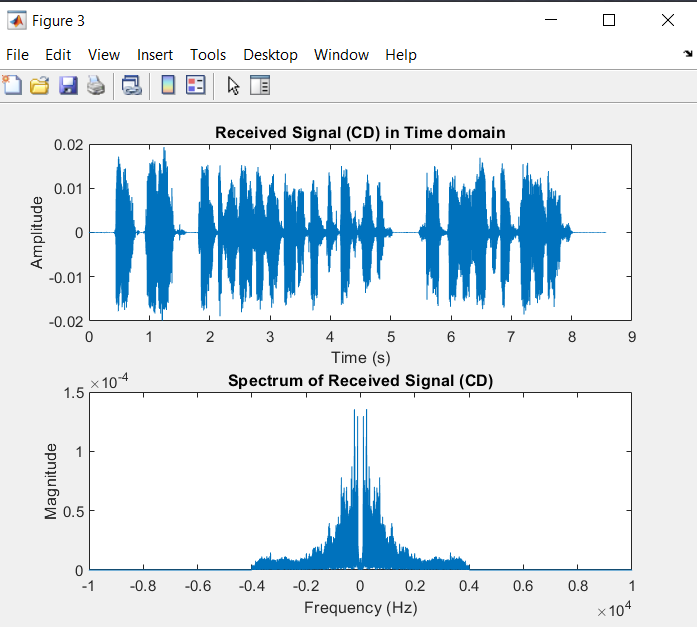 Figure 3
File Edit View Insert Tools Desktop Window Help
Received Signal (CD) in Time domain
0.02
0.01
0
-0.01
-0.02
Amplitude
0 1 2 3 4 5 6 7 8 9
Time (s)
×10⁻⁴
Spectrum of Received Signal (CD)
1.5
1
0.5
0
Magnitude
-1 -0.8 -0.6 -0.4 -0.2 0 0.2 0.4 0.6 0.8 1
Frequency (Hz)
×10⁴